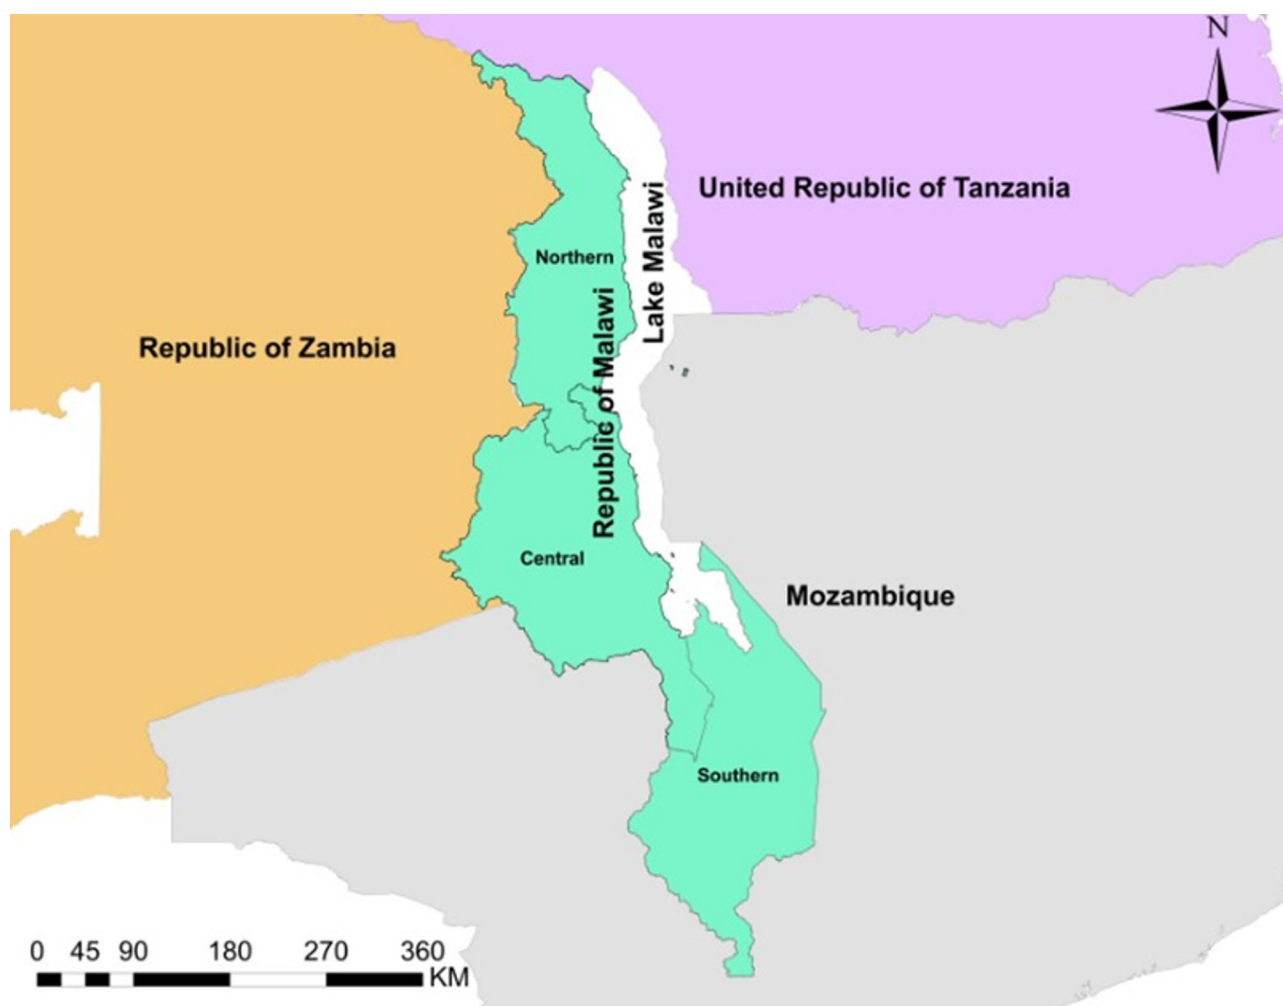 N
United Republic of Tanzania
Lake Malawi
Northern
Republic of Malawi
Republic of Zambia
Central
Mozambique
Southern
0 45 90 180 270 360
KM